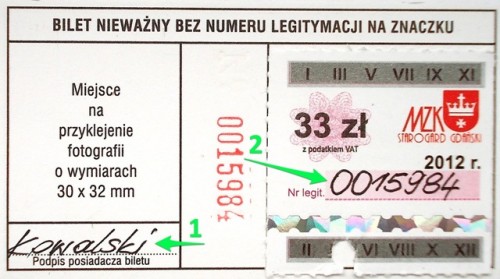 BILET NIEWAŻNY BEZ NUMERU LEGITYMACJI NA ZNACZKU
Miejsce
na
przyklejenie
fotografii
o wymiarach
30 x 32 mm
Kowalski
1
Podpis posiadacza biletu
0015984
2
I III V VII IX XI
33 zł
z podatkiem VAT
MZK
STAROGARD GDAŃSKI
2012 r.
Nr legit. 0015984
II VI VIII X XII